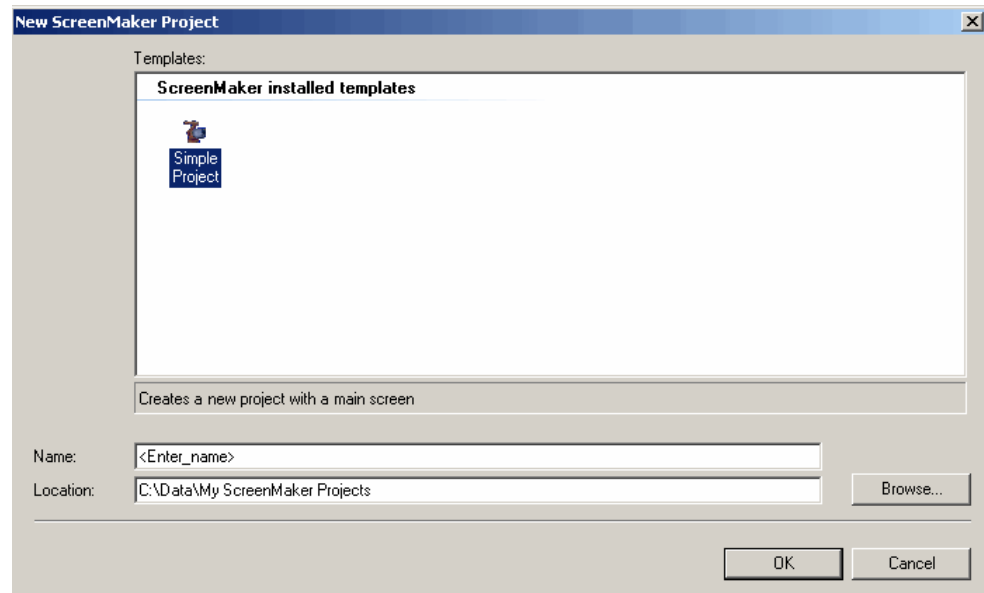 New ScreenMaker Project
Templates:
ScreenMaker installed templates
Simple
Project
Creates a new project with a main screen
Name:
<Enter_name>
Location:
C:\Data\My ScreenMaker Projects
Browse...
OK
Cancel